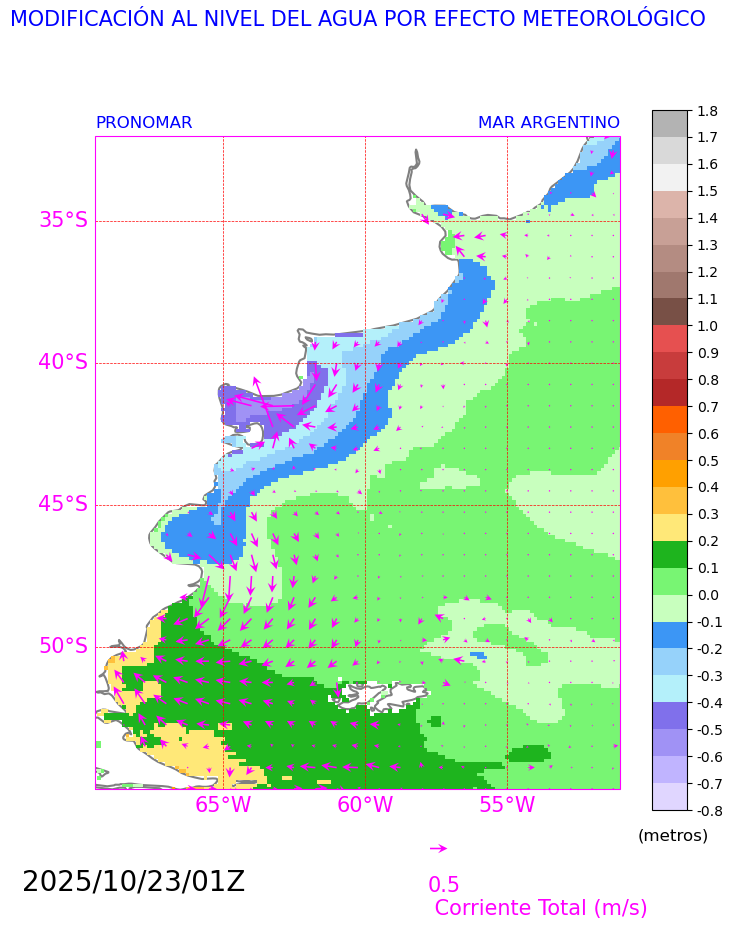 MODIFICACIÓN AL NIVEL DEL AGUA POR EFECTO METEOROLÓGICO
PRONOMAR
MAR ARGENTINO
35°S
40°S
45°S
50°S
65°W
60°W
55°W
1.8
1.7
1.6
1.5
1.4
1.3
1.2
1.1
1.0
0.9
0.8
0.7
0.6
0.5
0.4
0.3
0.2
0.1
0.0
-0.1
-0.2
-0.3
-0.4
-0.5
-0.6
-0.7
-0.8
(metros)
2025/10/23/01Z
0.5
Corriente Total (m/s)